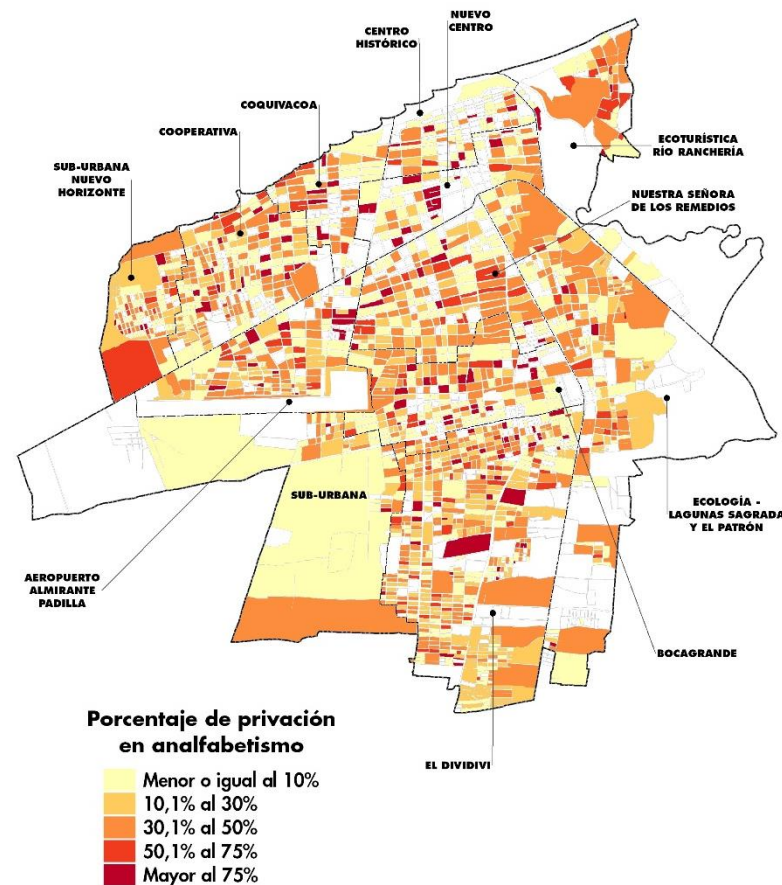 NUEVO
CENTRO
CENTRO
HISTÓRICO
COQUIVACOA
COOPERATIVA
SUB-URBANA
NUEVO
HORIZONTE
ECOTURÍSTICA
RÍO RANCHERÍA
NUESTRA SEÑORA
DE LOS REMEDIOS
SUB-URBANA
ECOLOGÍA -
LAGUNAS SAGRADA
Y EL PATRÓN
AEROPUERTO
ALMIRANTE
PADILLA
BOCAGRANDE
EL DIVIDIVI
Porcentaje de privación
en analfabetismo
Menor o igual al 10%
10,1% al 30%
30,1% al 50%
50,1% al 75%
Mayor al 75%